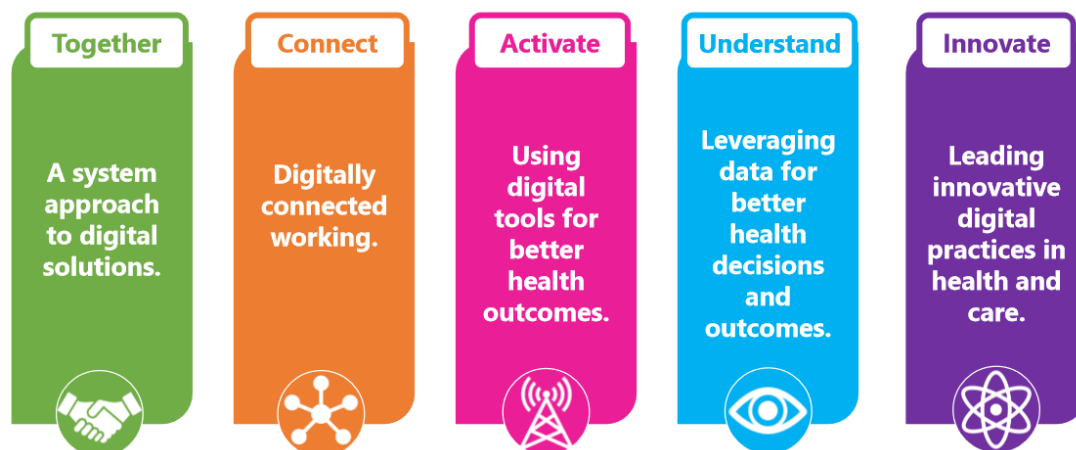 Together
A system
approach
to digital
solutions.
Connect
Digitally
connected
working.
Activate
Using
digital
tools for
better
health
outcomes.
Understand
Leveraging
data for
better
health
decisions
and
outcomes.
Innovate
Leading
innovative
digital
practices in
health and
care.